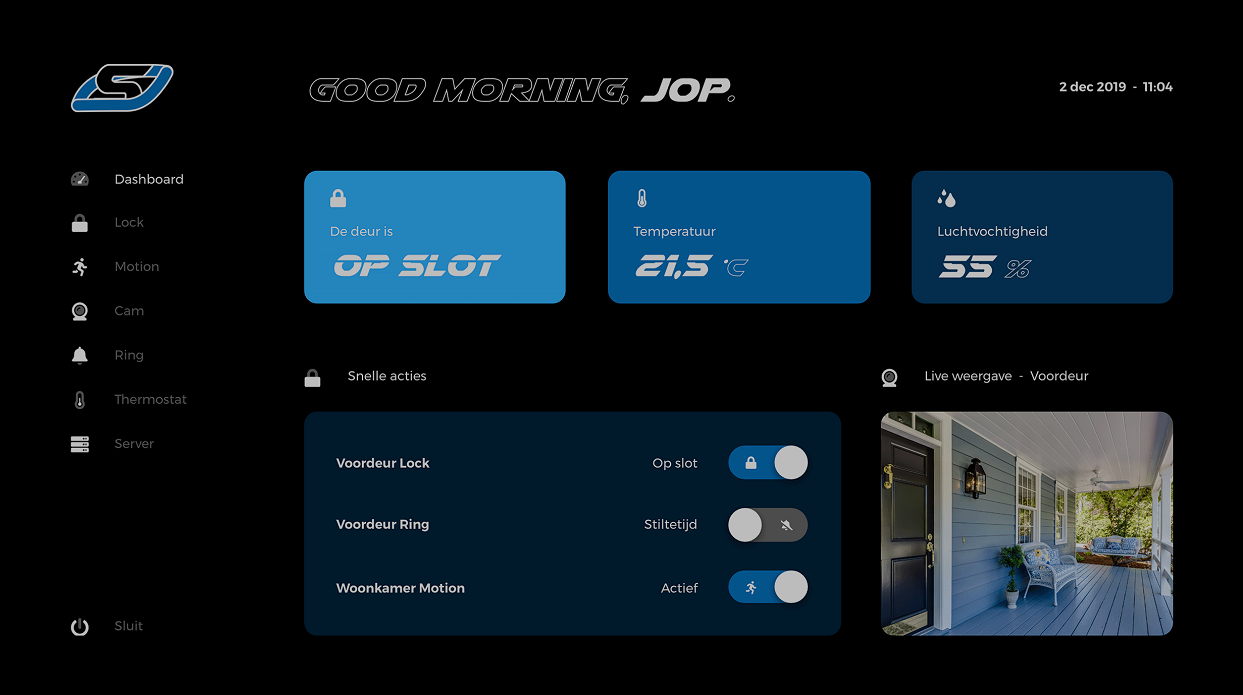 GOOD MORNING, JOP.
2 dec 2019 - 11:04
Dashboard
Lock
Motion
Cam
Ring
Thermostat
Server
Sluit
De deur is
OP SLOT
Temperatuur
21,5 °C
Luchtvochtigheid
55 %
Snelle acties
Voordeur Lock Op slot
Voordeur Ring Stiltetijd
Woonkamer Motion Actief
Live weergave - Voordeur